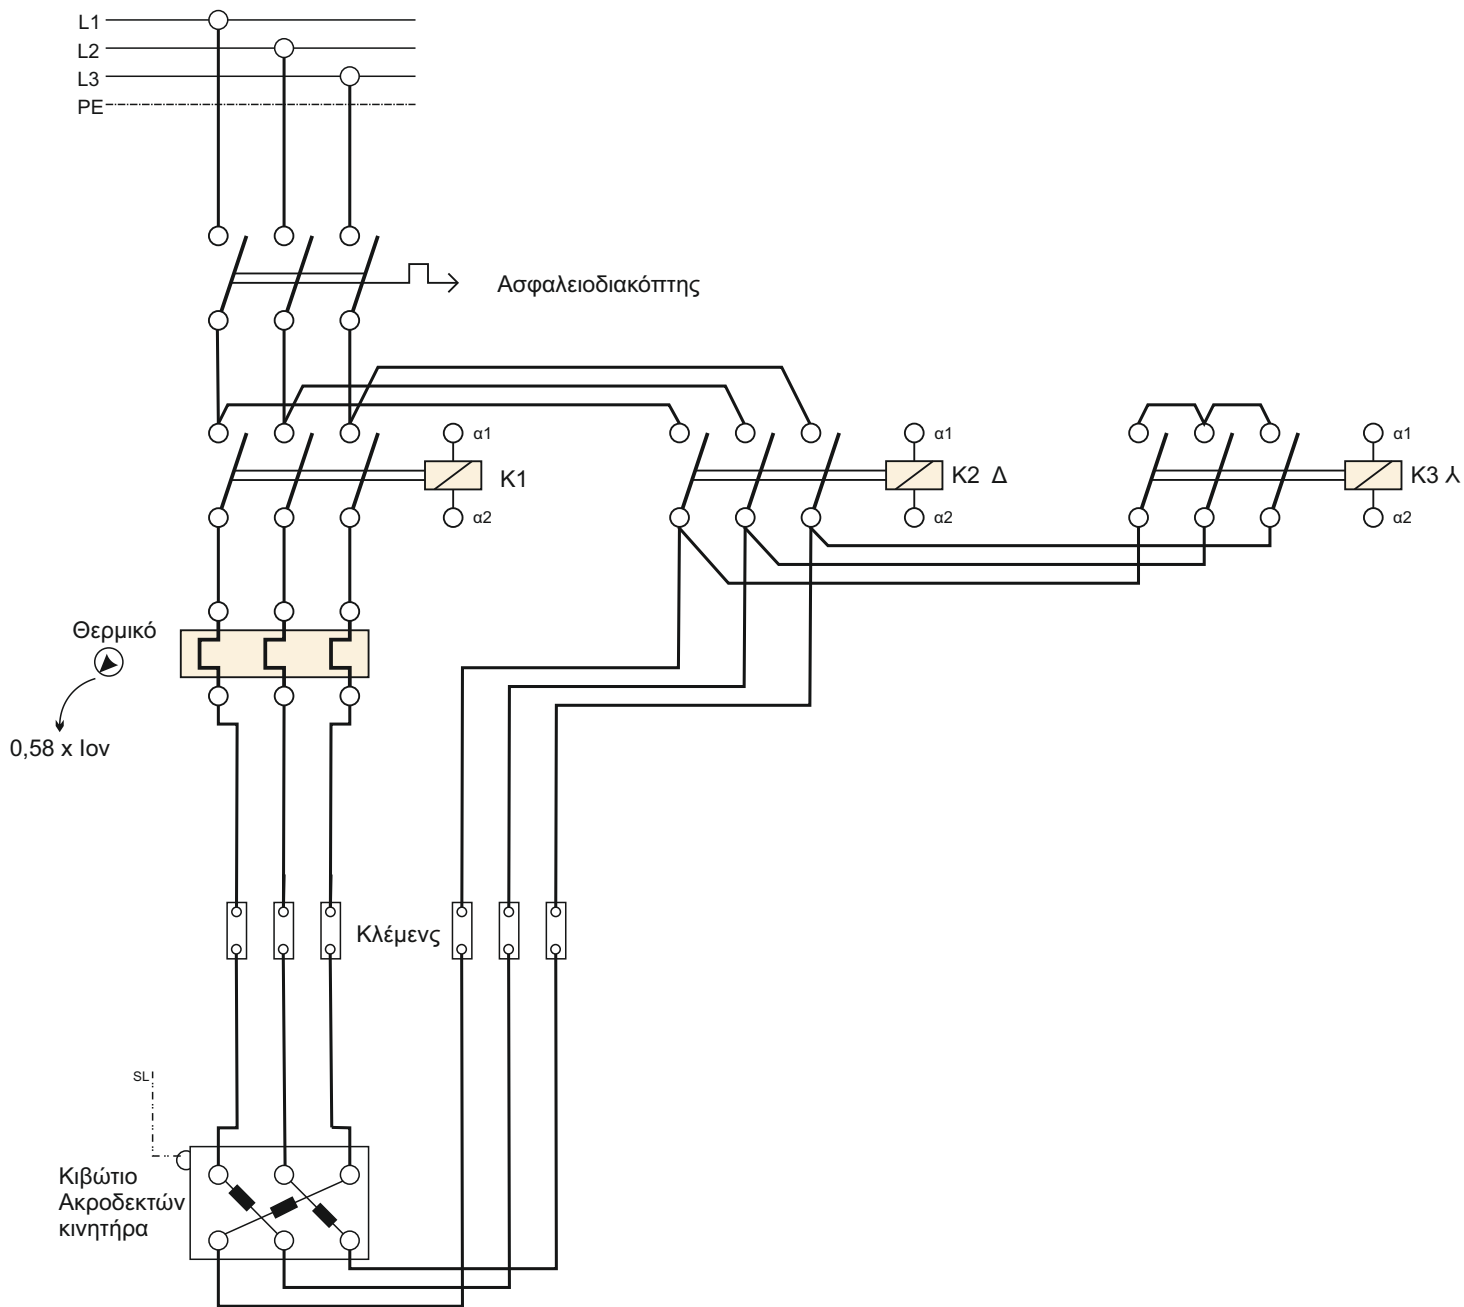 L1
L2
L3
PE
Ασφαλειοδιακόπτης
α1
α1
α1
K1
K2 Δ
K3 ⅄
α2
α2
α2
Θερμικό
0,58 x Ιον
Κλέμενς
SL
Κιβώτιο
Ακροδεκτών
κινητήρα